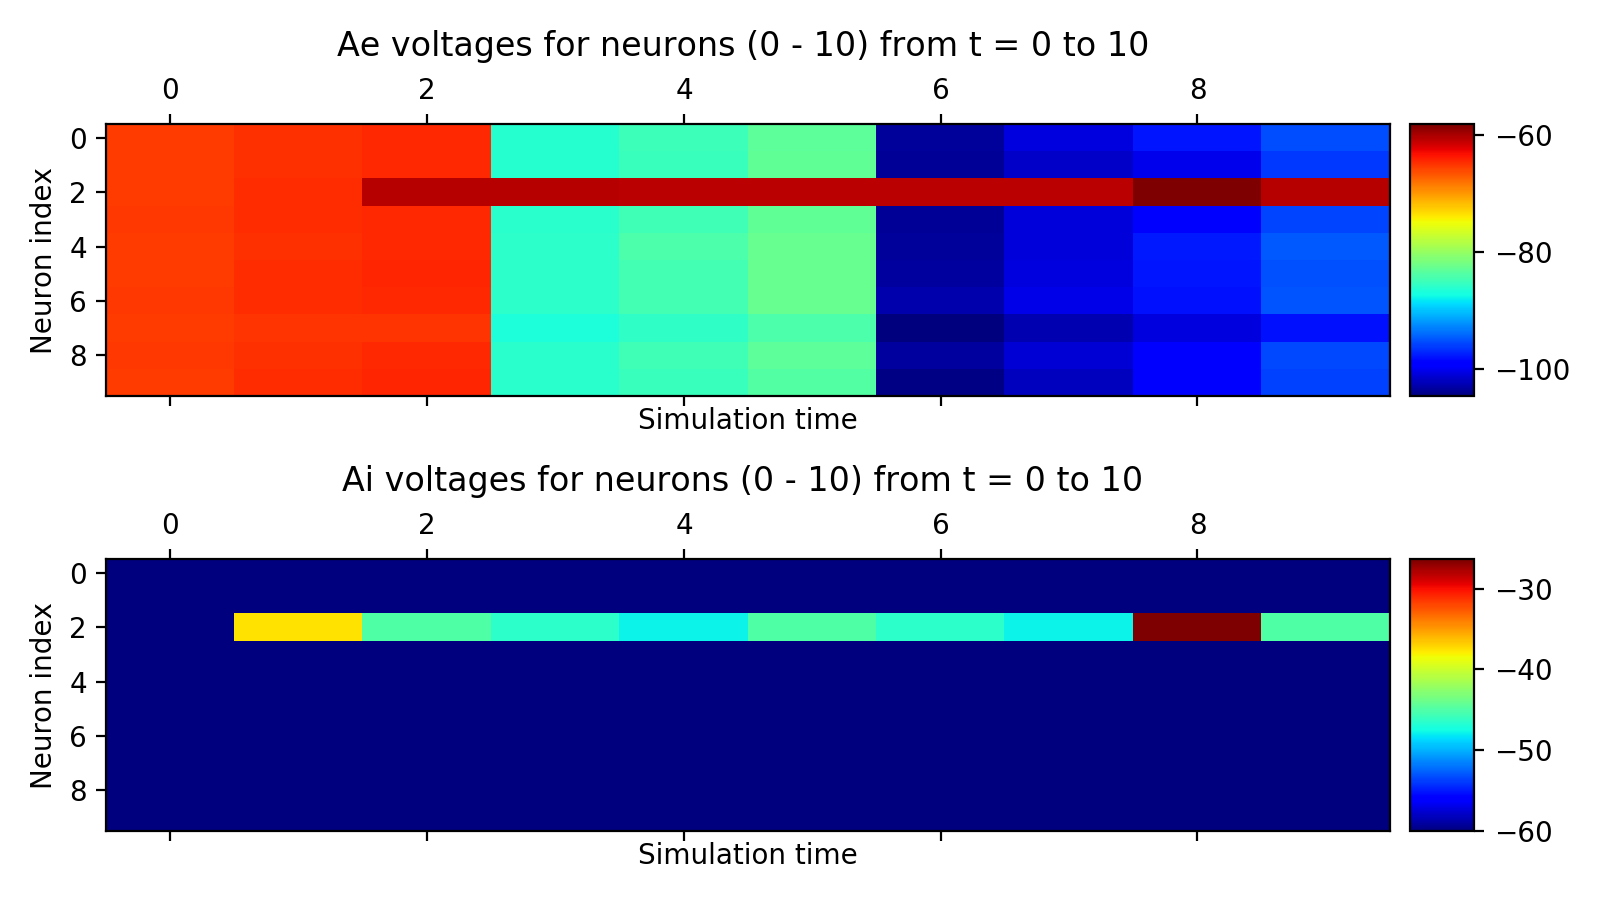 Ae voltages for neurons (0 - 10) from t = 0 to 10
0 2 4 6 8
Neuron index
0
2
4
6
8
−60
−80
−100
Simulation time
Ai voltages for neurons (0 - 10) from t = 0 to 10
0 2 4 6 8
Neuron index
0
2
4
6
8
−30
−40
−50
−60
Simulation time